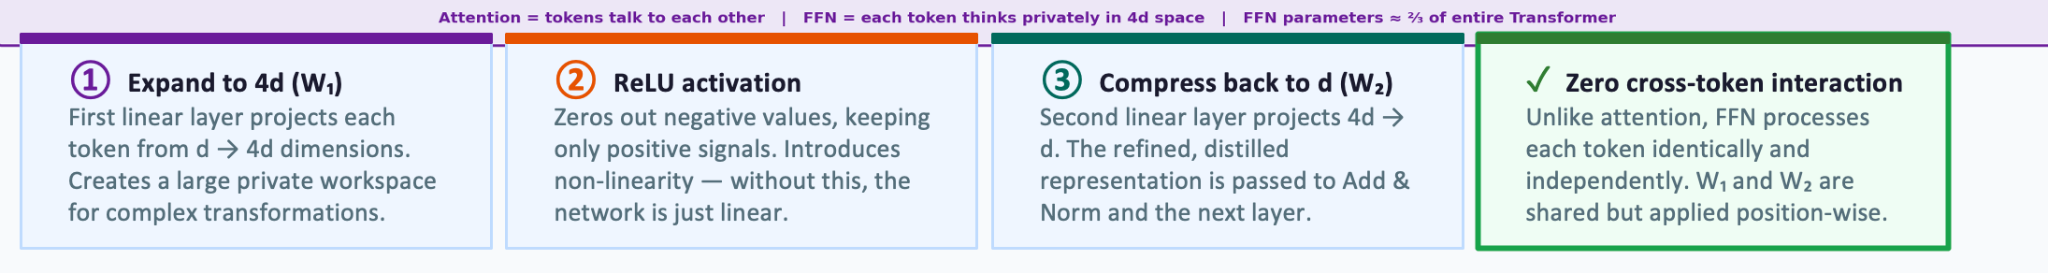 Attention = tokens talk to each other | FFN = each token thinks privately in 4d space | FFN parameters ≈ ⅔ of entire Transformer
① Expand to 4d (W₁)
First linear layer projects each
token from d → 4d dimensions.
Creates a large private workspace
for complex transformations.
② ReLU activation
Zeros out negative values, keeping
only positive signals. Introduces
non-linearity — without this, the
network is just linear.
③ Compress back to d (W₂)
Second linear layer projects 4d →
d. The refined, distilled
representation is passed to Add &
Norm and the next layer.
✓ Zero cross-token interaction
Unlike attention, FFN processes
each token identically and
independently. W₁ and W₂ are
shared but applied position-wise.